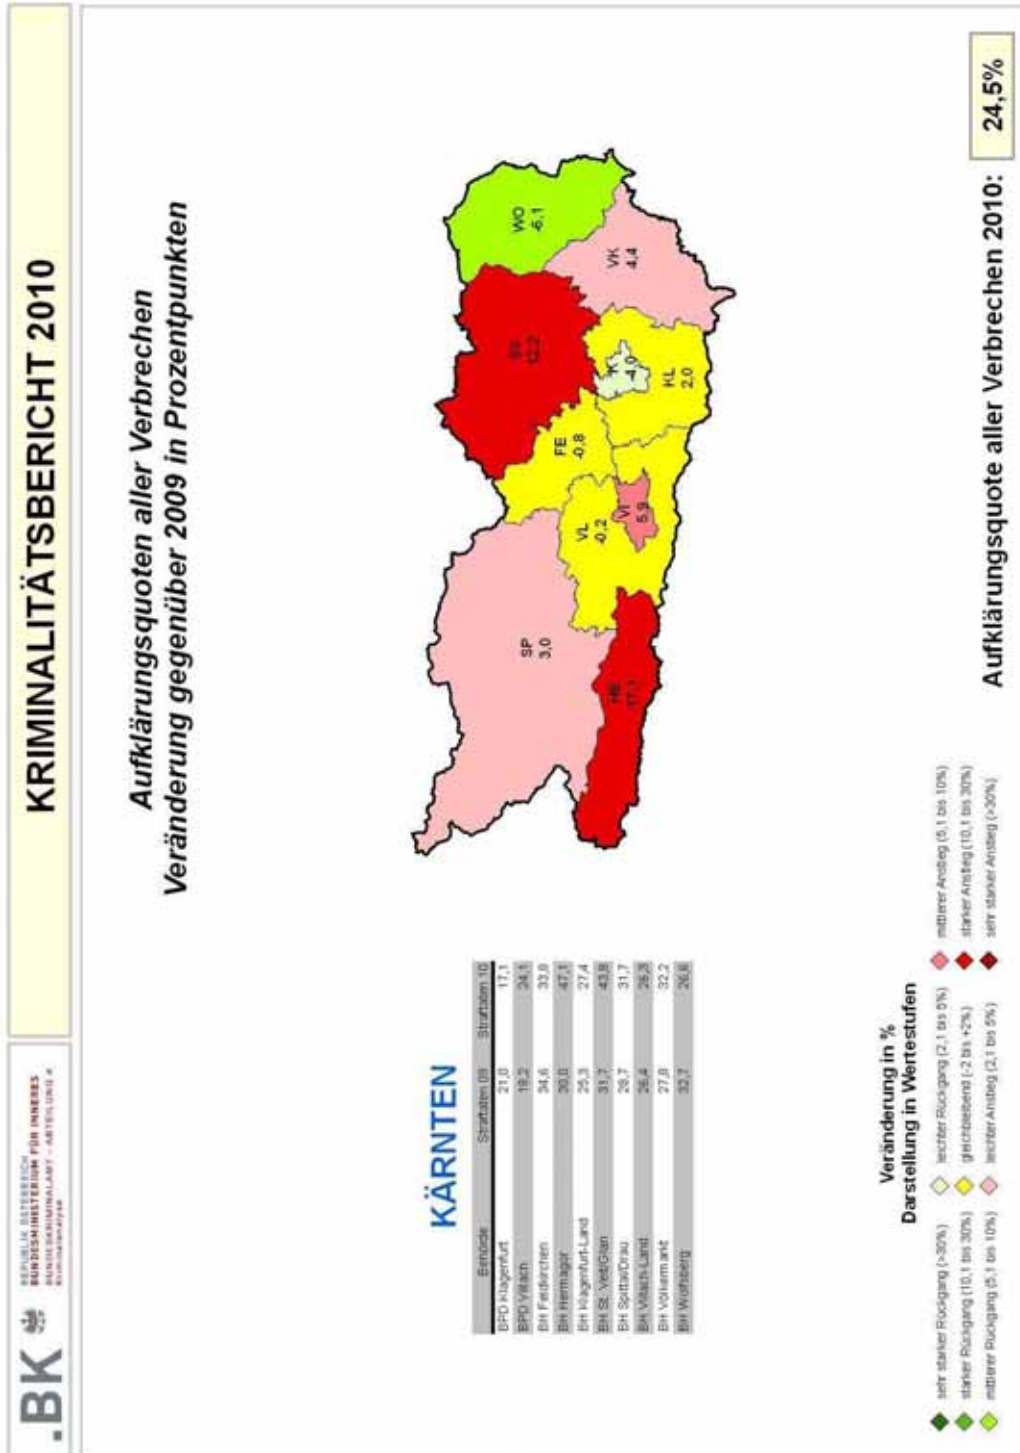 .BK
REPUBLIK ÖSTERREICH
BUNDESMINISTERIUM FÜR INNERES
BUNDESKRIMINALAMT - ABTEILUNG 4
Kriminalanalyse
KRIMINALITÄTSBERICHT 2010
Aufklärungsquoten aller Verbrechen
Veränderung gegenüber 2009 in Prozentpunkten
KÄRNTEN
Behörde Straftaten 09 Straftaten 10
BPD Klagenfurt 21,0 17,1
BPD Villach 18,2 24,1
BH Feldkirchen 34,6 33,8
BH Hermagor 30,0 47,1
BH Klagenfurt-Land 25,3 27,4
BH St. Veit/Glan 31,7 43,8
BH Spittal/Drau 28,7 31,7
BH Villach-Land 26,4 26,3
BH Völkermarkt 27,8 32,2
BH Wolfsberg 32,7 26,6
WO
-6,1
SV
12,2
VK
4,4
K
-4,0
KL
2,0
FE
-0,8
VL
-0,2
VI
5,9
SP
3,0
HE
17,1
Veränderung in %
Darstellung in Wertestufen
sehr starker Rückgang (>30%)
starker Rückgang (10,1 bis 30%)
mittlerer Rückgang (5,1 bis 10%)
leichter Rückgang (2,1 bis 5%)
gleichbleibend (-2 bis +2%)
leichter Anstieg (2,1 bis 5%)
mittlerer Anstieg (5,1 bis 10%)
starker Anstieg (10,1 bis 30%)
sehr starker Anstieg (>30%)
Aufklärungsquote aller Verbrechen 2010: 24,5%